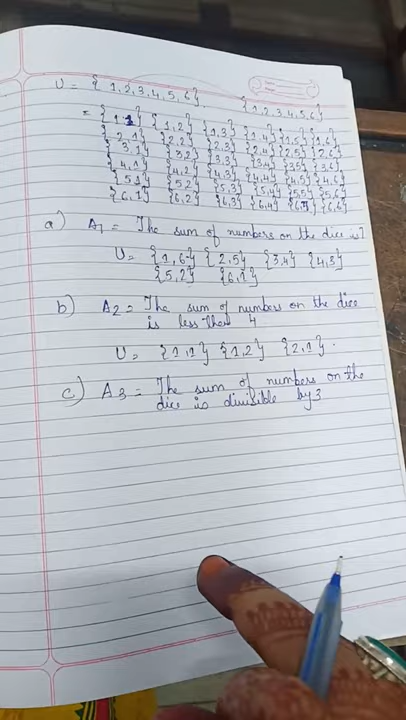 U = { 1,2,3,4,5,6} {1,2,3,4,5,6}
= {1,1} {1,2} {1,3} {1,4} {1,5} {1,6}
{2,1} {2,2} {2,3} {2,4} {2,5} {2,6}
{3,1} {3,2} {3,3} {3,4} {3,5} {3,6}
{4,1} {4,2} {4,3} {4,4} {4,5} {4,6}
{5,1} {5,2} {5,3} {5,4} {5,5} {5,6}
{6,1} {6,2} {6,3} {6,4} {6,5} {6,6}
a) A1 = The sum of numbers on the dice is 7
U = {1,6} {2,5} {3,4} {4,3}
{5,2} {6,1}
b) A2 = The sum of numbers on the dice
is less then 4
U = {1,1} {1,2} {2,1}.
c) A3 = The sum of numbers on the
dice is divisible by 3